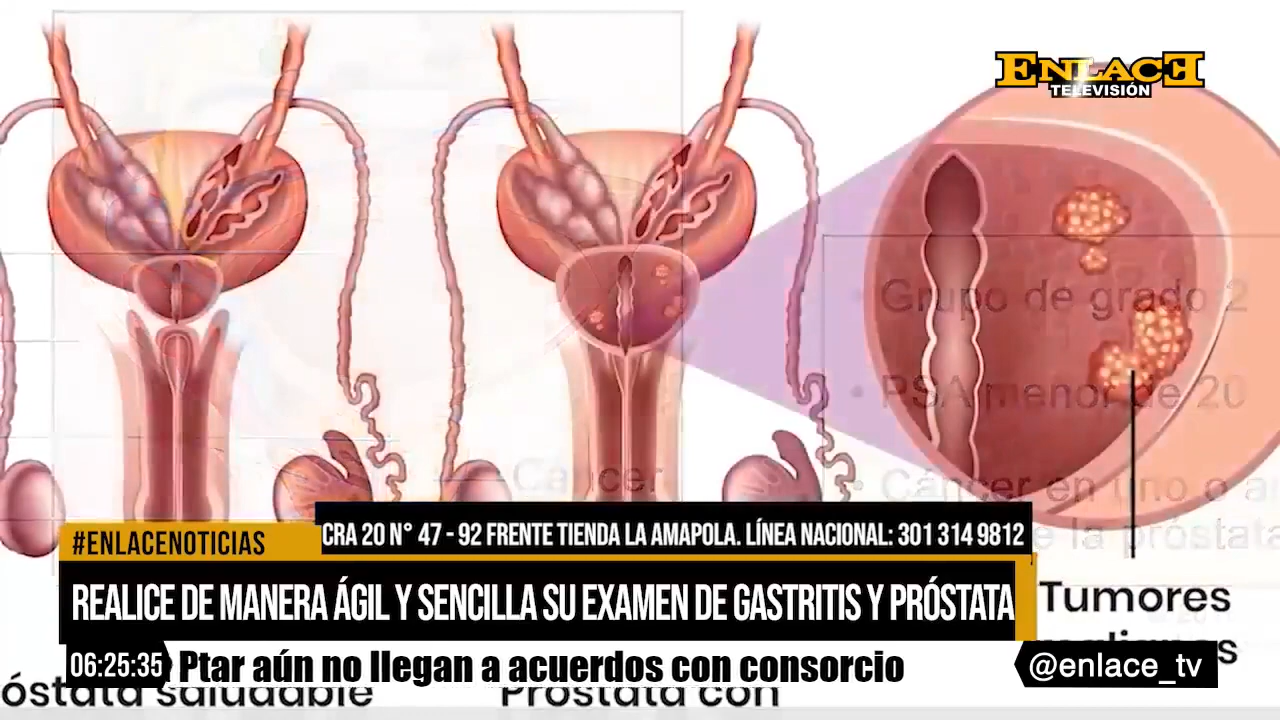 ENLACE
TELEVISIÓN
Grupo de grado 2
PSA menor de 20
Cáncer
Cáncer en uno o a
e la próstata
#ENLACENOTICIAS
CRA 20 N° 47 - 92 FRENTE TIENDA LA AMAPOLA. LÍNEA NACIONAL: 301 314 9812
REALICE DE MANERA ÁGIL Y SENCILLA SU EXAMEN DE GASTRITIS Y PRÓSTATA
Tumores
06:25:35
Ptar aún no llegan a acuerdos con consorcio
@enlace_tv
óstata saludable
Próstata con